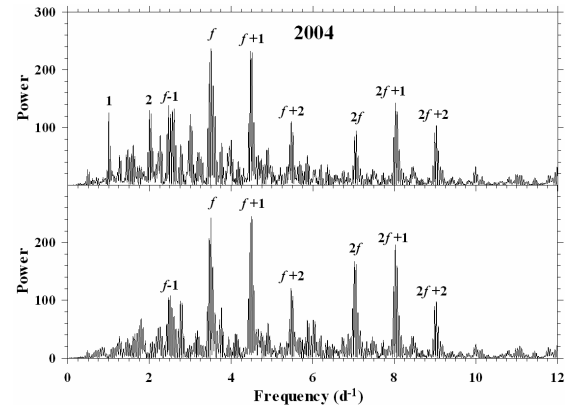 2004
300
200
100
Power
1
2
f-1
f
f+1
f+2
2f
2f+1
2f+2
200
100
0
Power
f-1
f
f+1
f+2
2f
2f+1
2f+2
0 2 4 6 8 10 12
Frequency (d-1)